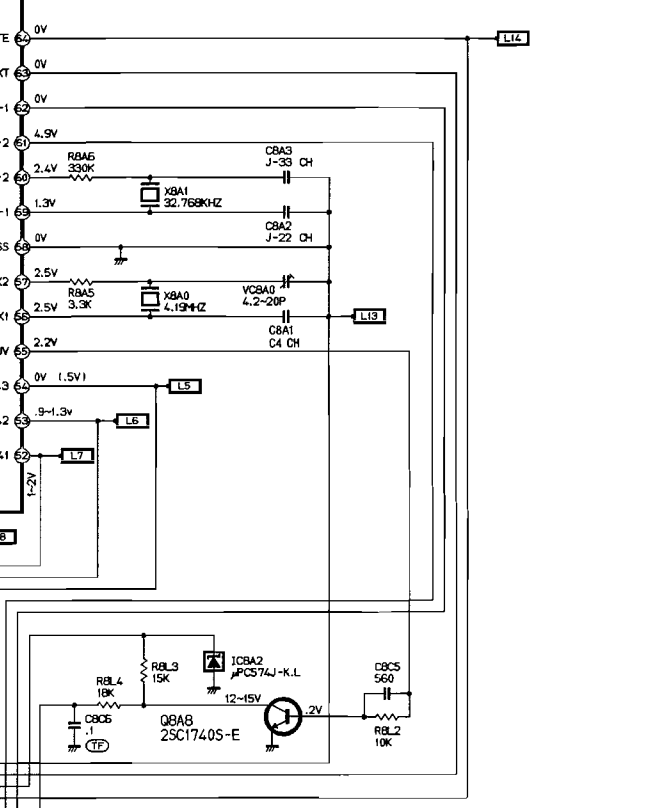 TE 64 0V
L14
XT 63 0V
-1 62 0V
-2 61 4.9V
-2 60 2.4V
R8A6
330K
C8A3
J-33 CH
X8A1
32.768KHZ
-1 59 1.3V
C8A2
J-22 CH
SS 58 0V
X2 57 2.5V
R8A5
3.3K
X8A0
4.19MHZ
VC8A0
4.2~20P
X1 56 2.5V
L13
C8A1
C4 CH
55 2.2V
.3 54 0V (.5V)
L5
.2 53 .9~1.3V
L6
41 52
L7
1~2V
8
R8L3
15K
IC8A2
μPC574J-K.L
R8L4
18K
12~15V
C8C6
.1
TF
Q8A8
2SC1740S-E
.2V
C8C5
560
R8L2
10K